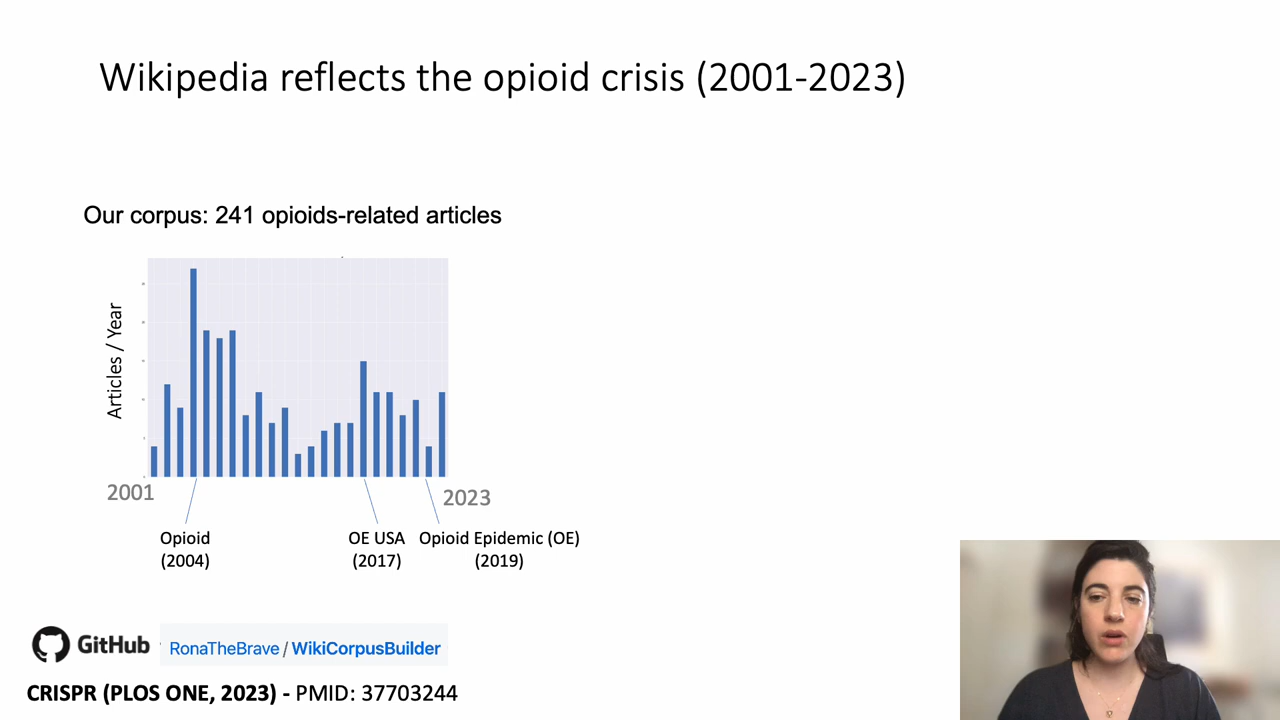 Wikipedia reflects the opioid crisis (2001-2023)
Our corpus: 241 opioids-related articles
Articles / Year
2001
2023
Opioid
(2004)
OE USA
(2017)
Opioid Epidemic (OE)
(2019)
GitHub
RonaTheBrave / WikiCorpusBuilder
CRISPR (PLOS ONE, 2023) - PMID: 37703244